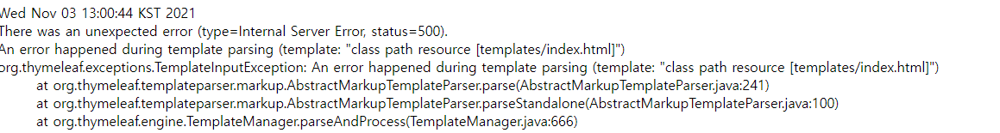 Wed Nov 03 13:00:44 KST 2021
There was an unexpected error (type=Internal Server Error, status=500).
An error happened during template parsing (template: "class path resource [templates/index.html]")
org.thymeleaf.exceptions.TemplateInputException: An error happened during template parsing (template: "class path resource [templates/index.html]")
at org.thymeleaf.templateparser.markup.AbstractMarkupTemplateParser.parse(AbstractMarkupTemplateParser.java:241)
at org.thymeleaf.templateparser.markup.AbstractMarkupTemplateParser.parseStandalone(AbstractMarkupTemplateParser.java:100)
at org.thymeleaf.engine.TemplateManager.parseAndProcess(TemplateManager.java:666)